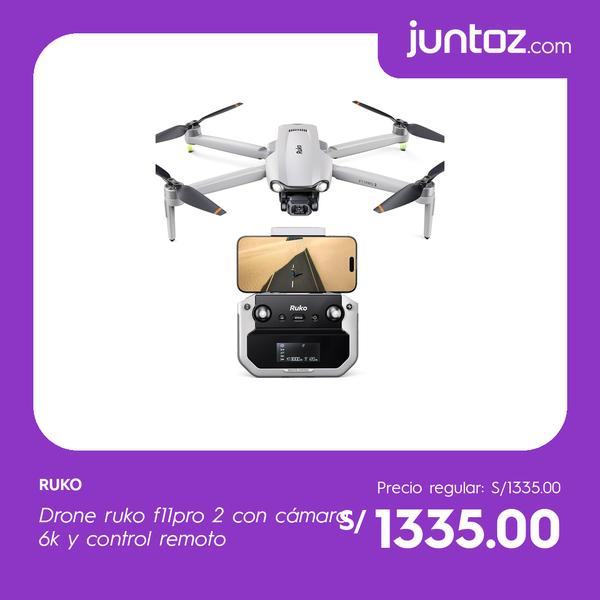 juntoz.com
Ruko
Ruko
RUKO
Precio regular: S/1335.00
Drone ruko f11pro 2 con cámara
6k y control remoto
S/ 1335.00